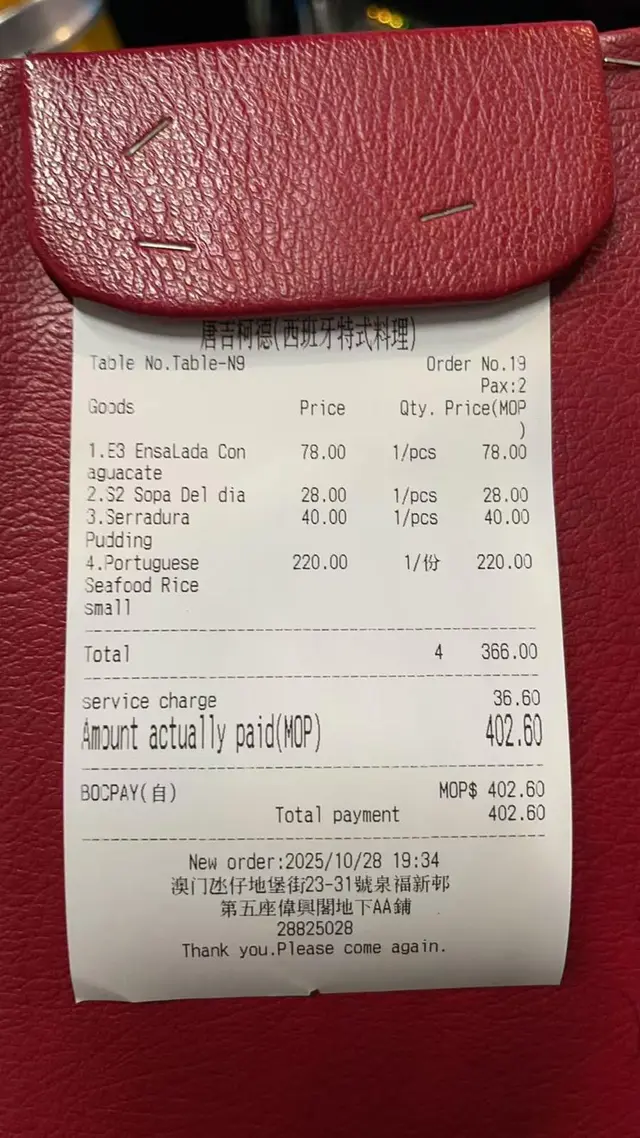 唐吉柯德(西班牙特式料理)
Table No.Table-N9 Order No.19
Pax:2
Goods Price Qty. Price(MOP
)
1.E3 EnsaLada Con 78.00 1/pcs 78.00
aguacate
2.S2 Sopa Del dia 28.00 1/pcs 28.00
3.Serradura 40.00 1/pcs 40.00
Pudding
4.Portuguese 220.00 1/份 220.00
Seafood Rice
small
Total 4 366.00
service charge 36.60
Amount actually paid(MOP) 402.60
BOCPAY(自) MOP$ 402.60
Total payment 402.60
New order:2025/10/28 19:34
澳门氹仔地堡街23-31號泉福新邨
第五座偉興閣地下AA鋪
28825028
Thank you.Please come again.